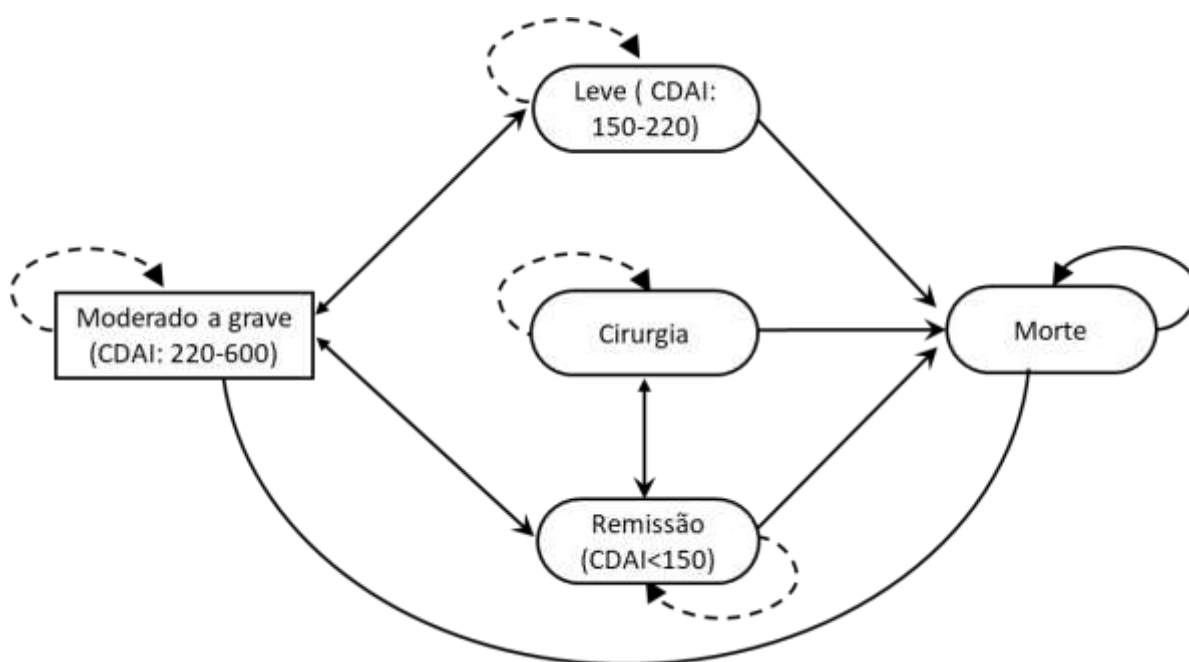 Leve ( CDAI:
150-220)
Moderado a grave
(CDAI: 220-600)
Cirurgia
Morte
Remissão
(CDAI<150)